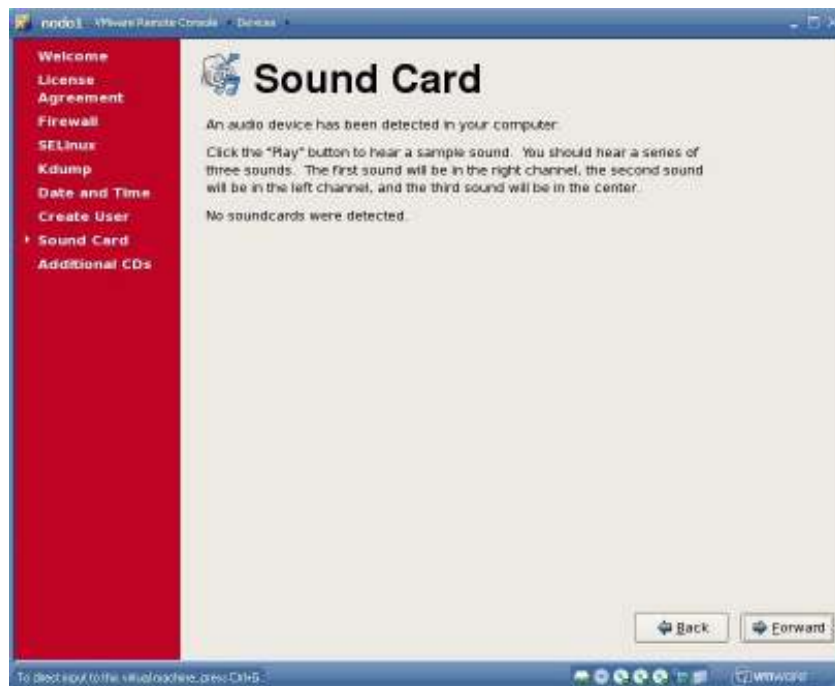 nodo1 VMware Remote Console Devices
Welcome
License
Agreement
Firewall
SELinux
Kdump
Date and Time
Create User
Sound Card
Additional CDs
Sound Card
An audio device has been detected in your computer.
Click the "Play" button to hear a sample sound. You should hear a series of
three sounds. The first sound will be in the right channel, the second sound
will be in the left channel, and the third sound will be in the center.
No soundcards were detected.
Back
Forward
To direct input to this virtual machine, press Ctrl+G.
vmware